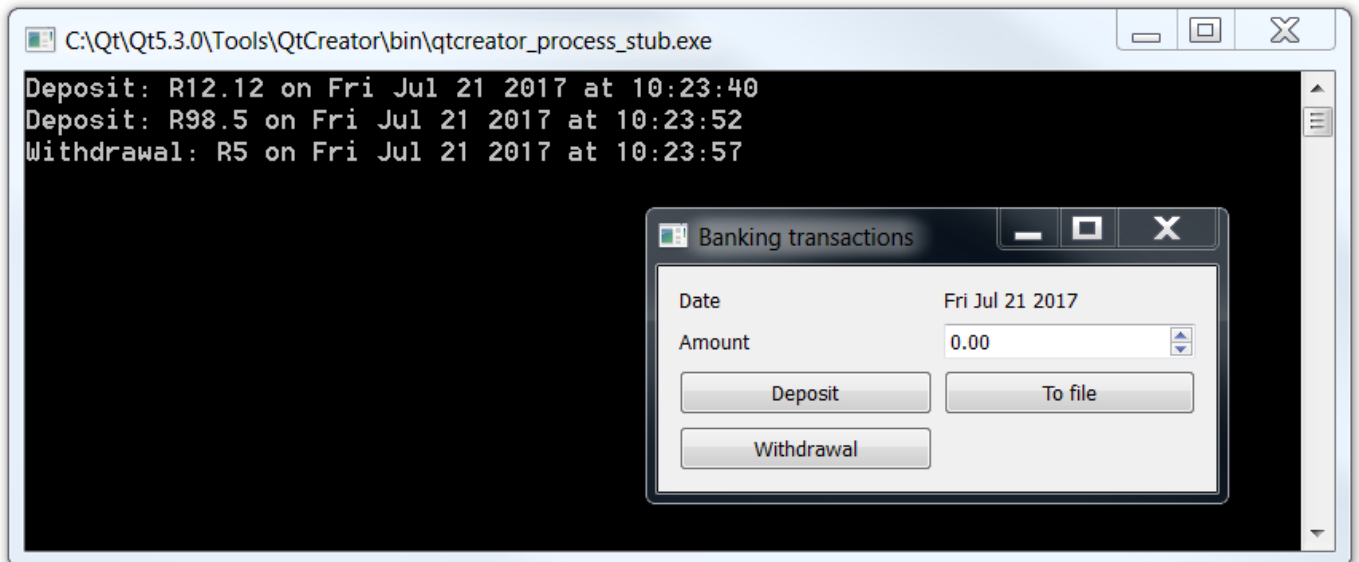 C:\Qt\Qt5.3.0\Tools\QtCreator\bin\qtcreator_process_stub.exe
Deposit: R12.12 on Fri Jul 21 2017 at 10:23:40
Deposit: R98.5 on Fri Jul 21 2017 at 10:23:52
Withdrawal: R5 on Fri Jul 21 2017 at 10:23:57
Banking transactions
Date Fri Jul 21 2017
Amount 0.00
Deposit To file
Withdrawal